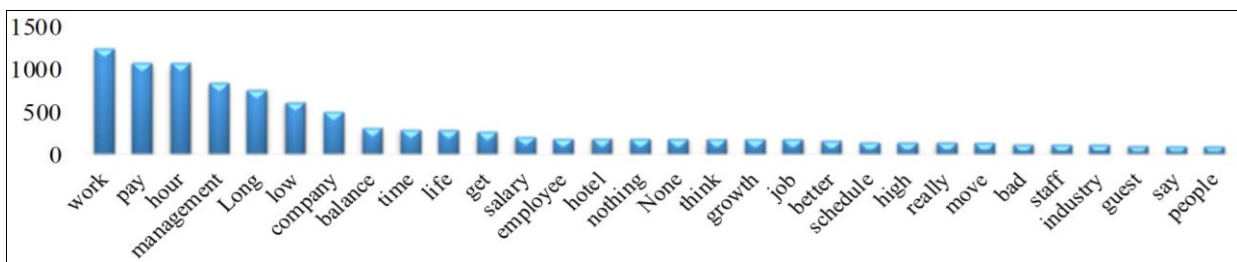 1500
1000
500
0
work
pay
hour
management
Long
low
company
balance
time
life
get
salary
employee
hotel
nothing
None
think
growth
job
better
schedule
high
really
move
bad
staff
industry
guest
say
people